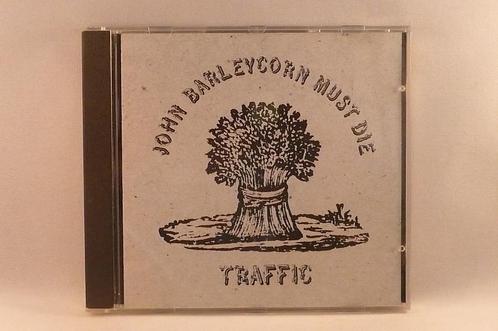 JOHN BARLEYCORN MUST DIE
TRAFFIC